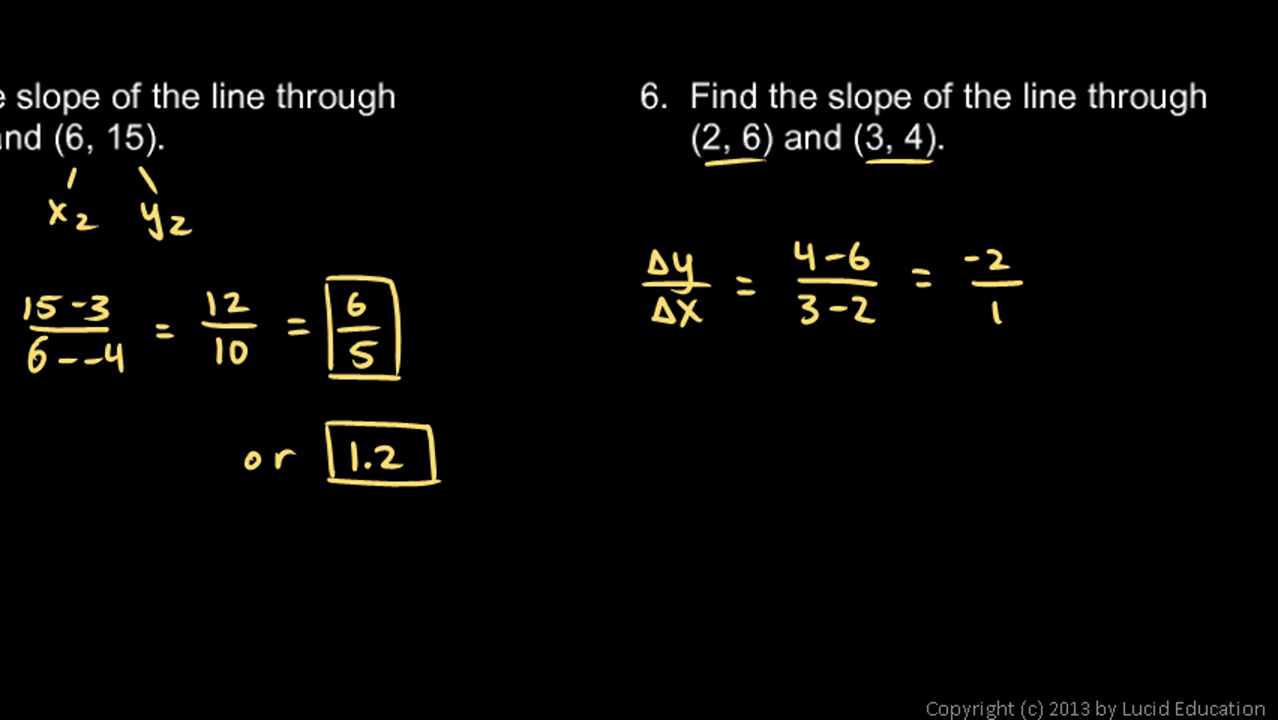 e slope of the line through
and (6, 15).
x2 y2
15 - 3 / 6 - -4 = 12 / 10 = 6 / 5
or 1.2
6. Find the slope of the line through
(2, 6) and (3, 4).
Δy / Δx = 4 - 6 / 3 - 2 = -2 / 1
Copyright (c) 2013 by Lucid Education